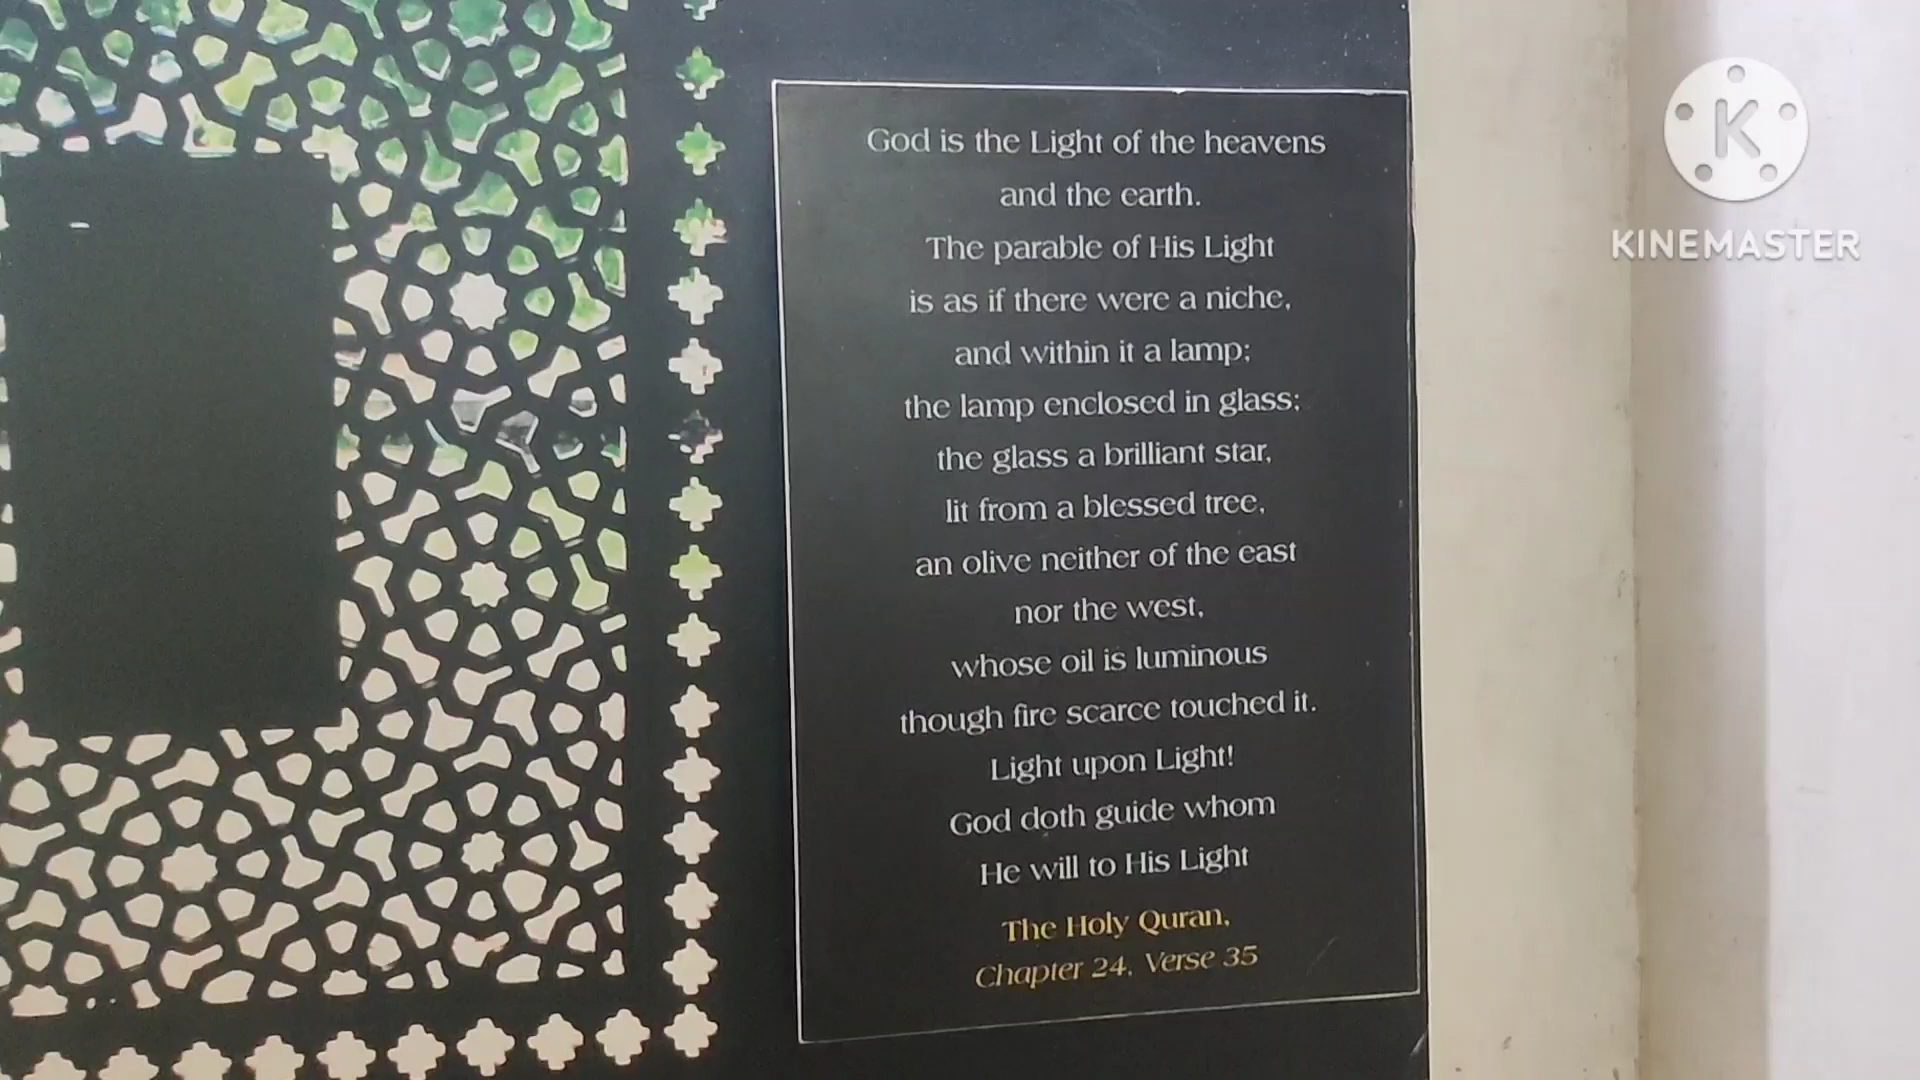 God is the Light of the heavens
and the earth.
The parable of His Light
is as if there were a niche,
and within it a lamp;
the lamp enclosed in glass;
the glass a brilliant star,
lit from a blessed tree,
an olive neither of the east
nor the west,
whose oil is luminous
though fire scarce touched it.
Light upon Light!
God doth guide whom
He will to His Light
The Holy Quran,
Chapter 24, Verse 35
K
KINEMASTER